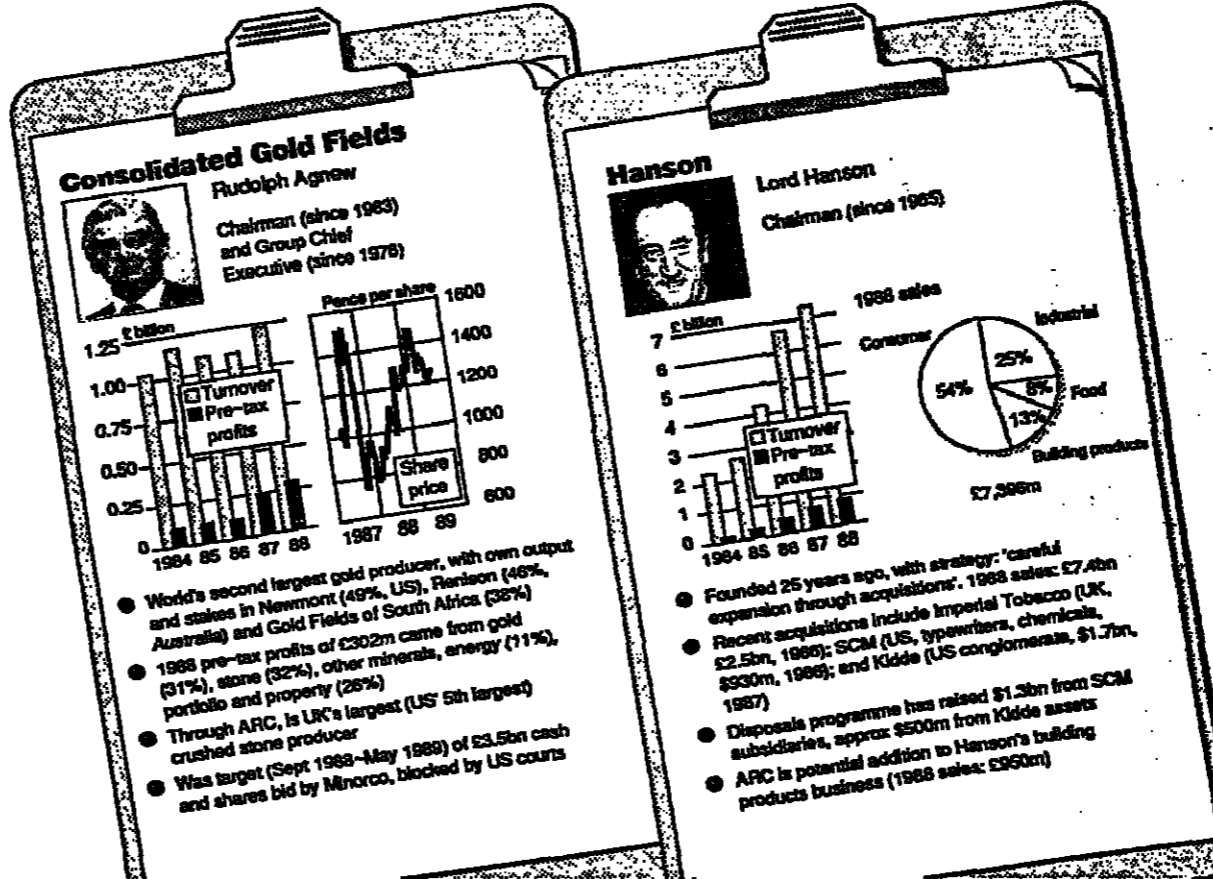 Consolidated Gold Fields
Rudolph Agnew
Chairman (since 1983)
and Group Chief
Executive (since 1978)
£ billion
1.25
1.00
0.75
0.50
0.25
0
Turnover
Pre-tax
profits
1984 85 86 87 88
Pence per share
1600
1400
1200
1000
800
600
Share
price
1987 88 89
● World's second largest gold producer, with own output
and stakes in Newmont (49%, US), Renison (48%,
Australia) and Gold Fields of South Africa (38%)
● 1988 pre-tax profits of £302m came from gold
(31%), stone (32%), other minerals, energy (11%),
portfolio and property (26%)
● Through ARC, is UK's largest (US' 5th largest)
crushed stone producer
● Was target (Sept 1988-May 1989) of £3.5bn cash
and shares bid by Minorco, blocked by US courts
Hanson
Lord Hanson
Chairman (since 1965)
£ billion
7
6
5
4
3
2
1
0
Turnover
Pre-tax
profits
1984 85 86 87 88
1988 sales
Consumer
Industrial
54%
25%
8%
Food
13%
Building products
£7,396m
● Founded 25 years ago, with strategy: 'careful
expansion through acquisitions'. 1988 sales: £7.4bn
● Recent acquisitions include Imperial Tobacco (UK,
£2.5bn, 1986); SCM (US, typewriters, chemicals,
$930m, 1986); and Kidde (US conglomerate, $1.7bn,
1987)
● Disposals programme has raised $1.3bn from SCM
subsidiaries, approx $500m from Kidde assets
● ARC is potential addition to Hanson's building
products business (1988 sales: £950m)